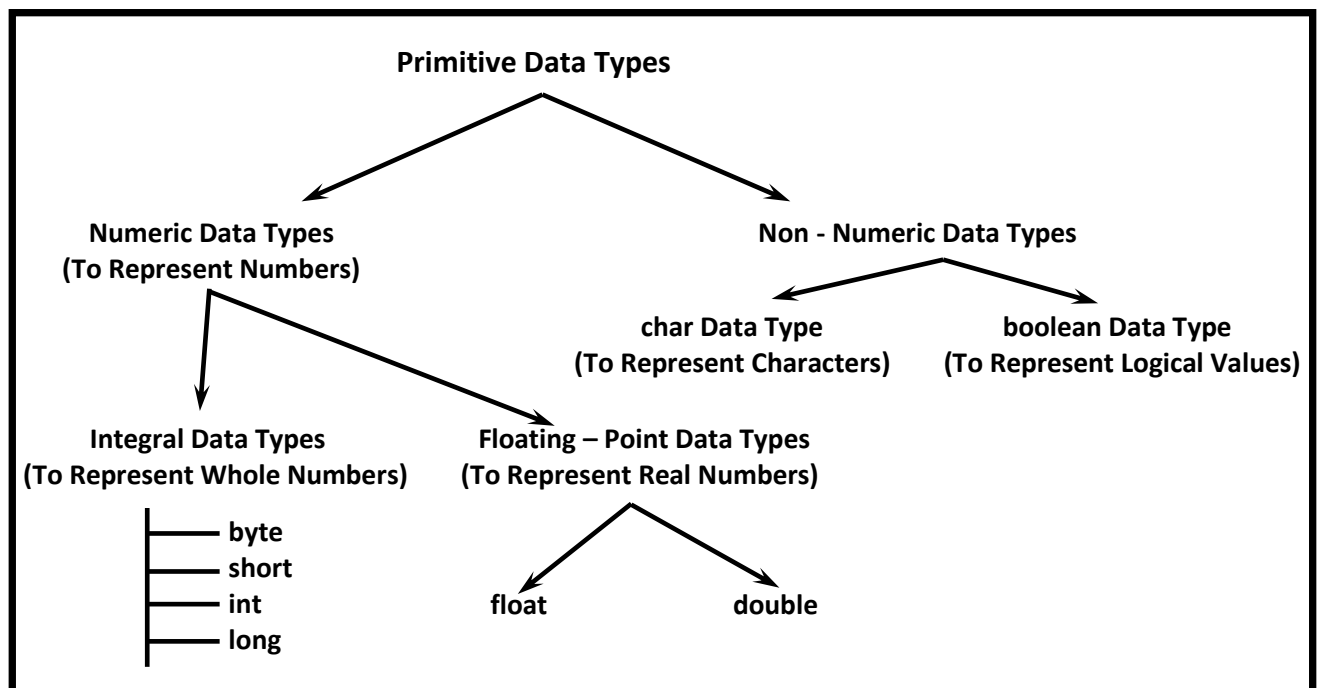 Primitive Data Types
Numeric Data Types
(To Represent Numbers)
Non - Numeric Data Types
char Data Type
(To Represent Characters)
boolean Data Type
(To Represent Logical Values)
Integral Data Types
(To Represent Whole Numbers)
Floating – Point Data Types
(To Represent Real Numbers)
byte
short
int
long
float
double